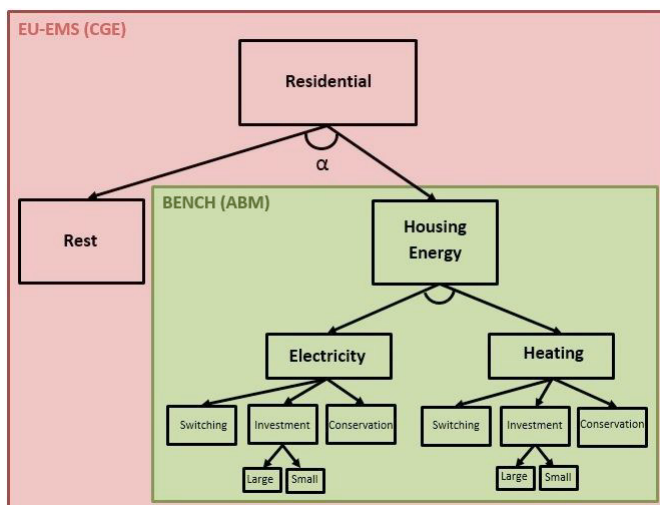 EU-EMS (CGE)
Residential
α
Rest
BENCH (ABM)
Housing
Energy
Electricity
Heating
Switching
Investment
Conservation
Switching
Investment
Conservation
Large
Small
Large
Small